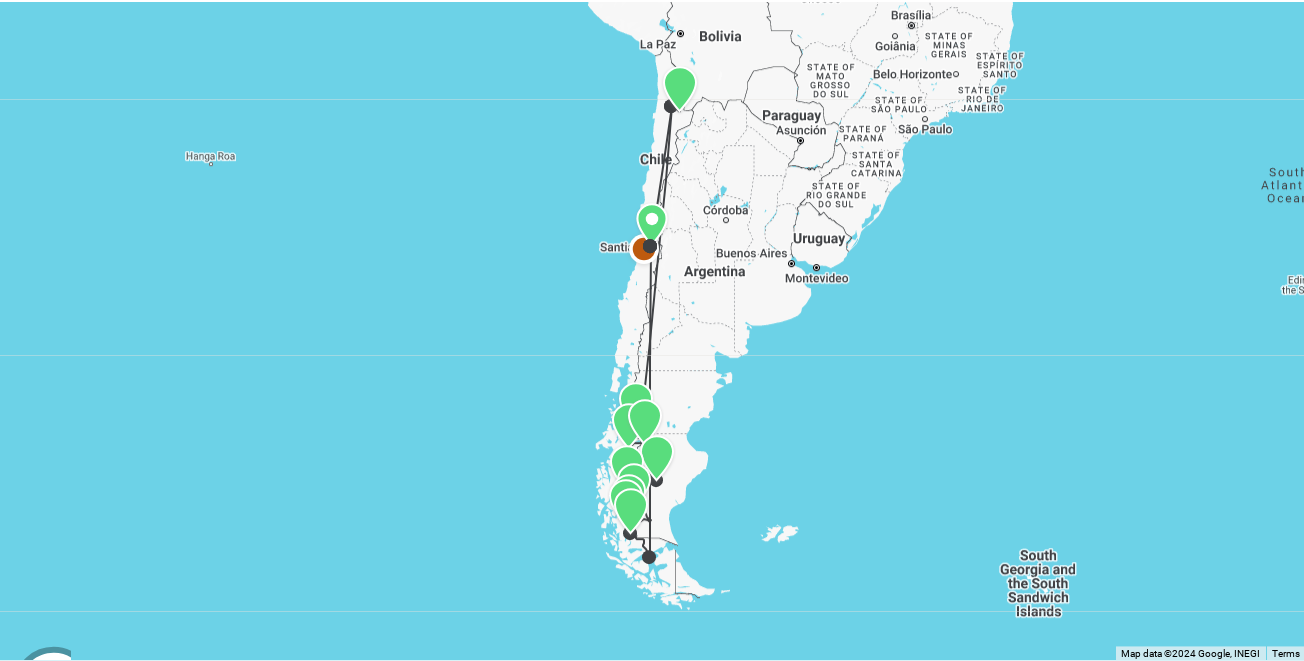 Brasília
Bolivia
La Paz
Goiânia
STATE OF
MINAS
GERAIS
STATE OF
ESPÍRITO
SANTO
STATE OF
MATO
GROSSO
DO SUL
Belo Horizonte
STATE OF
RIO DE
JANEIRO
STATE OF
SÃO PAULO
Paraguay
Asunción
São Paulo
STATE OF
PARANÁ
Hanga Roa
Chile
STATE OF
SANTA
CATARINA
South
Atlant
Ocean
STATE OF
RIO GRANDE
DO SUL
Córdoba
Uruguay
Santia
Buenos Aires
Argentina
Montevideo
Edin
the S
South
Georgia and
the South
Sandwich
Islands
Map data ©2024 Google, INEGI
Terms